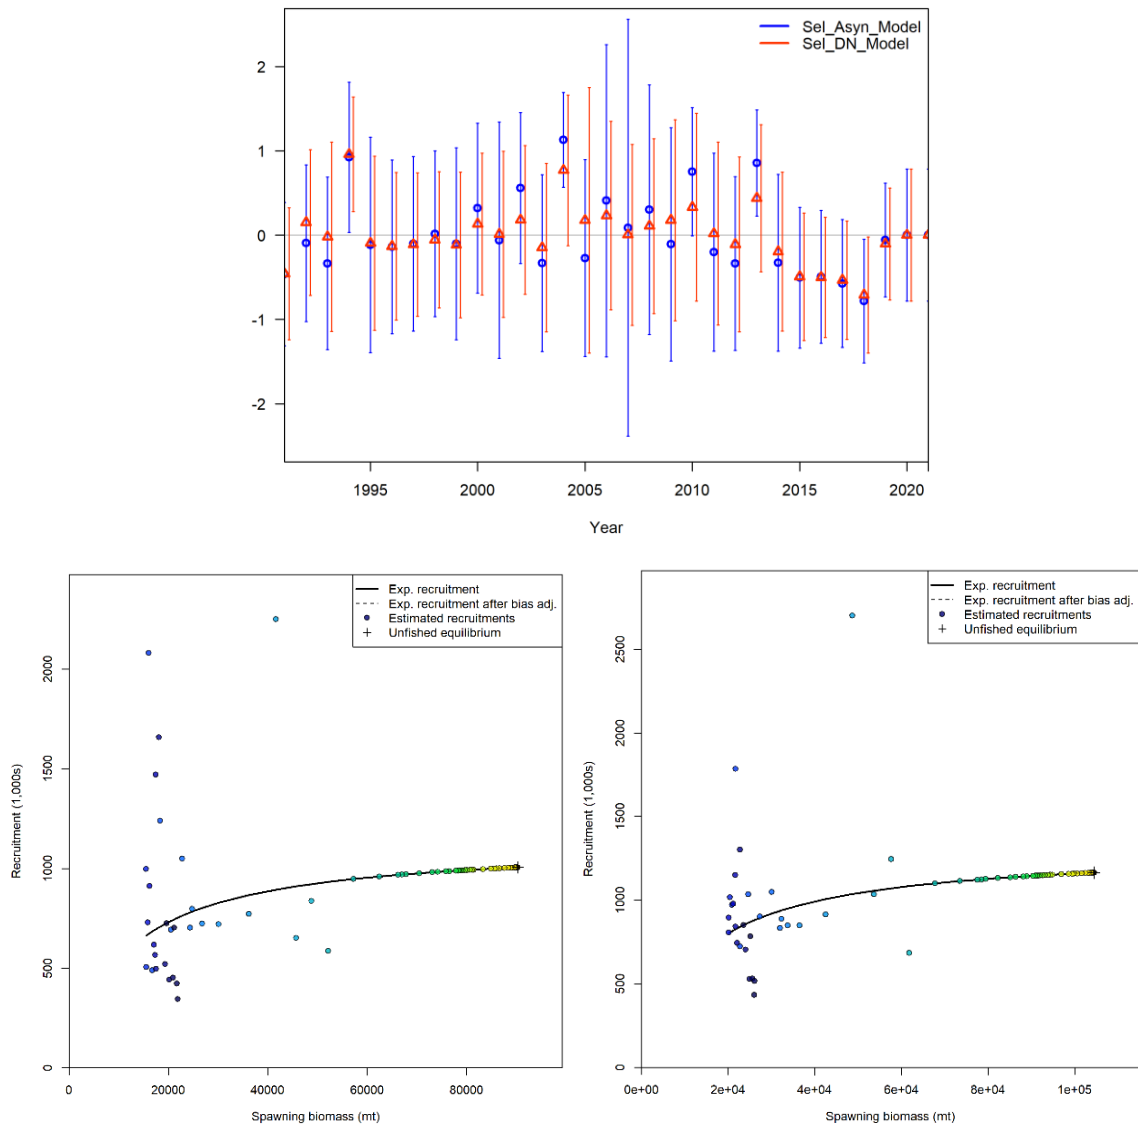 Sel_Asyn_Model
Sel_DN_Model
2
1
0
-1
-2
1995 2000 2005 2010 2015 2020
Year
Exp. recruitment
Exp. recruitment after bias adj.
Estimated recruitments
Unfished equilibrium
2000
1500
1000
500
0
Recruitment (1,000s)
0 20000 40000 60000 80000
Spawning biomass (mt)
Exp. recruitment
Exp. recruitment after bias adj.
Estimated recruitments
Unfished equilibrium
2500
2000
1500
1000
500
0
Recruitment (1,000s)
0e+00 2e+04 4e+04 6e+04 8e+04 1e+05
Spawning biomass (mt)